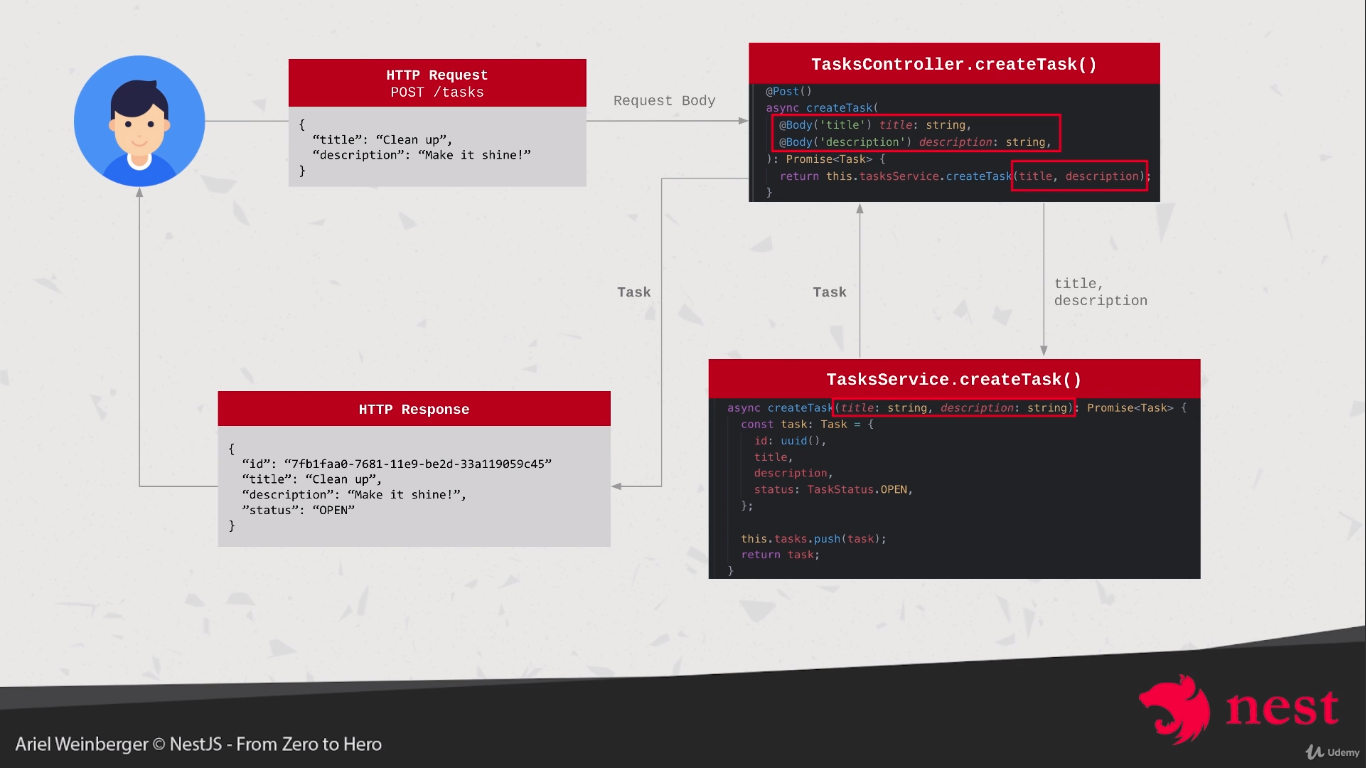 HTTP Request
POST /tasks
{
“title”: “Clean up”,
“description”: “Make it shine!”
}
Request Body
TasksController.createTask()
@Post()
async createTask(
@Body('title') title: string,
@Body('description') description: string,
): Promise<Task> {
return this.tasksService.createTask(title, description);
}
Task
Task
title,
description
HTTP Response
{
“id”: “7fb1faa0-7681-11e9-be2d-33a119059c45”
“title”: “Clean up”,
“description”: “Make it shine!”,
”status”: “OPEN”
}
TasksService.createTask()
async createTask(title: string, description: string): Promise<Task> {
const task: Task = {
id: uuid(),
title,
description,
status: TaskStatus.OPEN,
};
this.tasks.push(task);
return task;
}
nest
Ariel Weinberger © NestJS - From Zero to Hero
Udemy